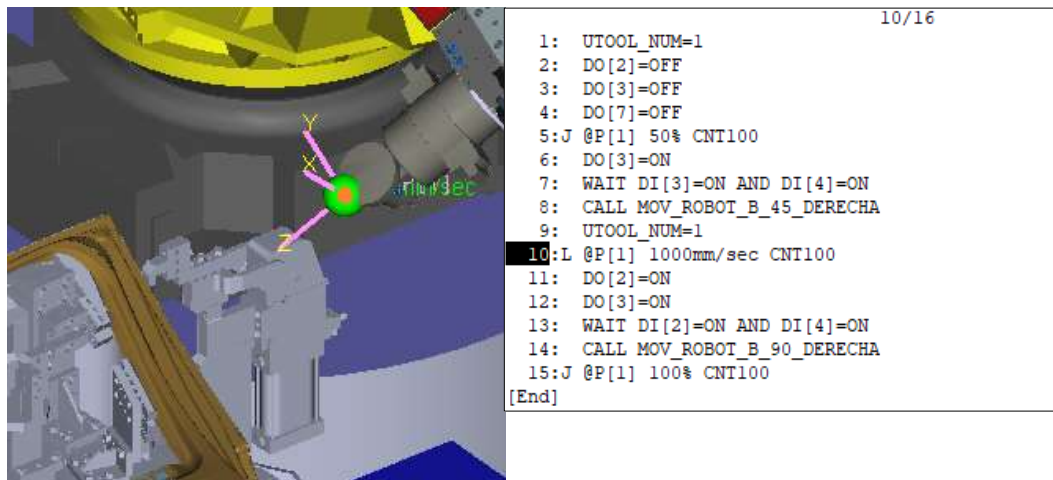 Y
X
mm/sec
Z
10/16
1: UTOOL_NUM=1
2: DO[2]=OFF
3: DO[3]=OFF
4: DO[7]=OFF
5:J @P[1] 50% CNT100
6: DO[3]=ON
7: WAIT DI[3]=ON AND DI[4]=ON
8: CALL MOV_ROBOT_B_45_DERECHA
9: UTOOL_NUM=1
10:L @P[1] 1000mm/sec CNT100
11: DO[2]=ON
12: DO[3]=ON
13: WAIT DI[2]=ON AND DI[4]=ON
14: CALL MOV_ROBOT_B_90_DERECHA
15:J @P[1] 100% CNT100
[End]